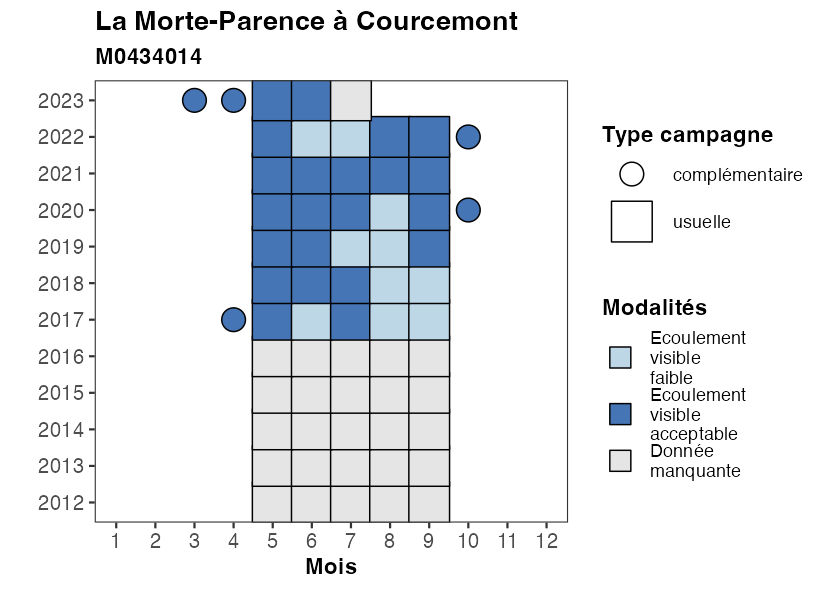 La Morte-Parence à Courcemont
M0434014
2023
2022
2021
2020
2019
2018
2017
2016
2015
2014
2013
2012
1 2 3 4 5 6 7 8 9 10 11 12
Mois
Type campagne
complémentaire
usuelle
Modalités
Ecoulement
visible
faible
Ecoulement
visible
acceptable
Donnée
manquante